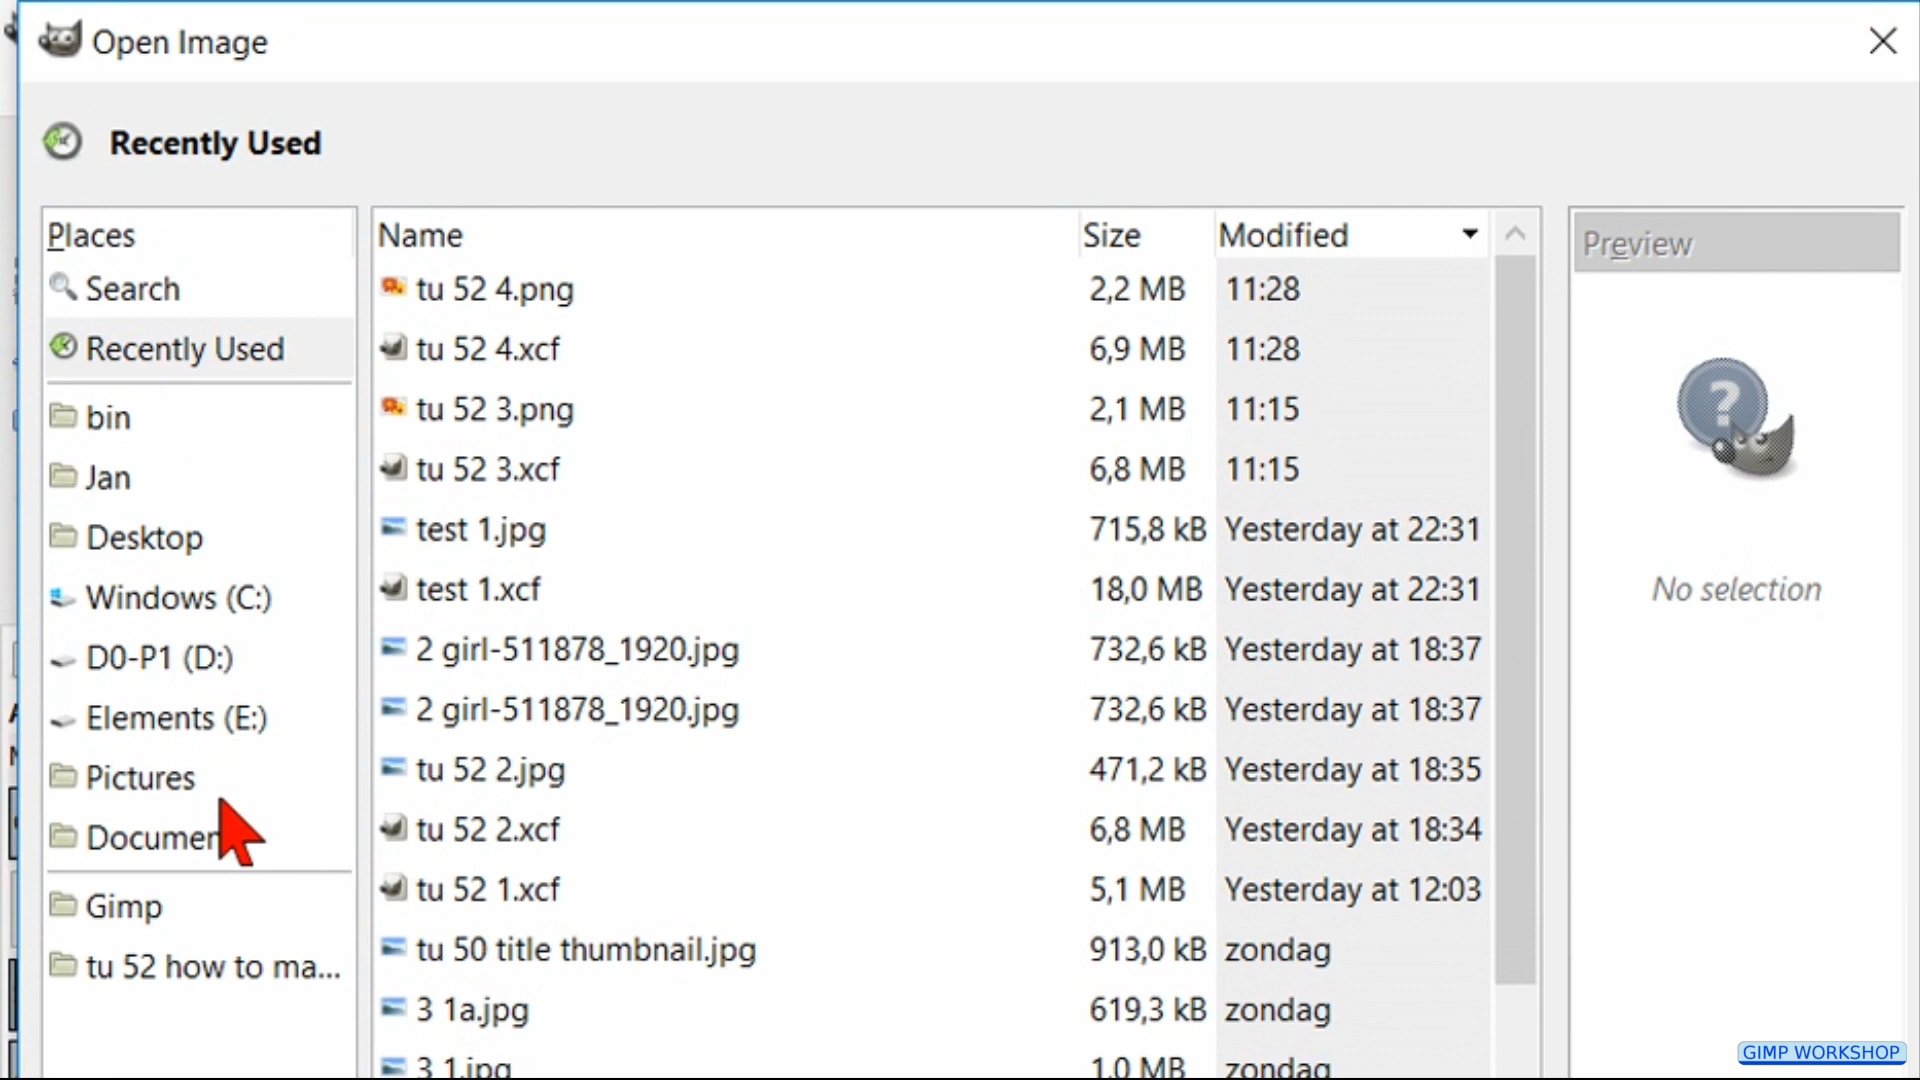 Open Image
Recently Used
Places
Search
Recently Used
bin
Jan
Desktop
Windows (C:)
D0-P1 (D:)
Elements (E:)
Pictures
Documen
Gimp
tu 52 how to ma...
Name Size Modified
tu 52 4.png 2,2 MB 11:28
tu 52 4.xcf 6,9 MB 11:28
tu 52 3.png 2,1 MB 11:15
tu 52 3.xcf 6,8 MB 11:15
test 1.jpg 715,8 kB Yesterday at 22:31
test 1.xcf 18,0 MB Yesterday at 22:31
2 girl-511878_1920.jpg 732,6 kB Yesterday at 18:37
2 girl-511878_1920.jpg 732,6 kB Yesterday at 18:37
tu 52 2.jpg 471,2 kB Yesterday at 18:35
tu 52 2.xcf 6,8 MB Yesterday at 18:34
tu 52 1.xcf 5,1 MB Yesterday at 12:03
tu 50 title thumbnail.jpg 913,0 kB zondag
3 1a.jpg 619,3 kB zondag
3 1.jpg 1,0 MB zondag
Preview
?
No selection
GIMP WORKSHOP